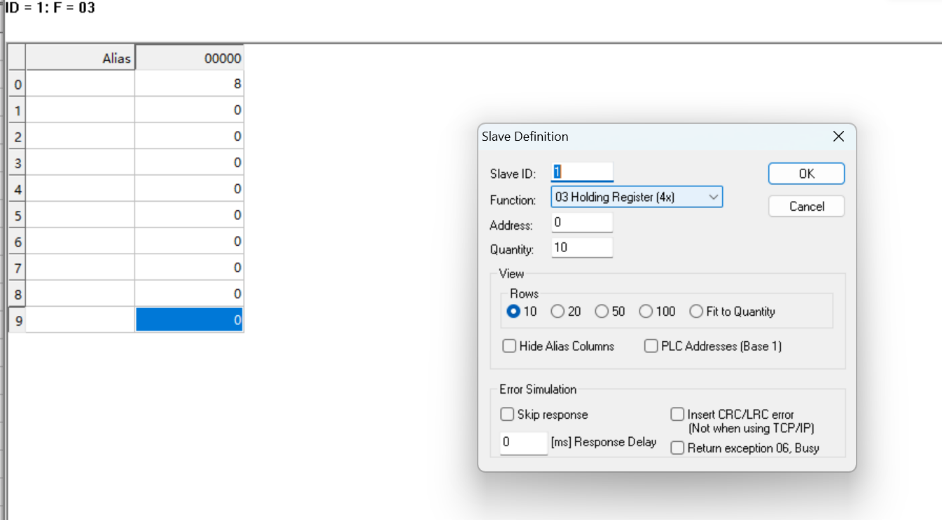 ID = 1: F = 03
Alias 00000
0 8
1 0
2 0
3 0
4 0
5 0
6 0
7 0
8 0
9 0
Slave Definition
Slave ID: 1
OK
Function: 03 Holding Register (4x)
Cancel
Address: 0
Quantity: 10
View
Rows
10 20 50 100 Fit to Quantity
Hide Alias Columns PLC Addresses (Base 1)
Error Simulation
Skip response
Insert CRC/LRC error
(Not when using TCP/IP)
0 [ms] Response Delay
Return exception 06, Busy